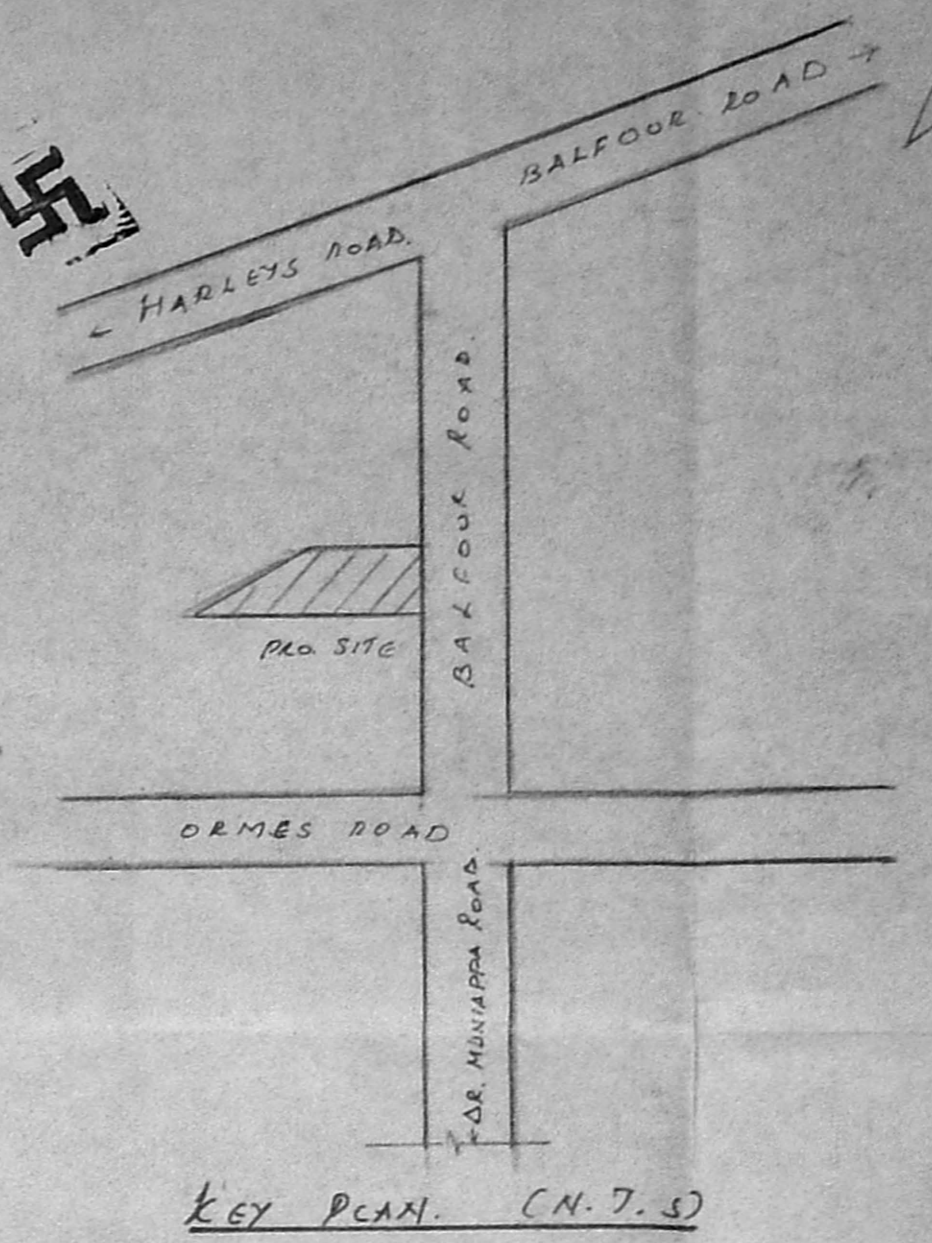 BALFOUR ROAD →
← HARLEYS ROAD.
BALFOUR ROAD.
PRO. SITE
ORMES ROAD
DR. MUNIAPPA ROAD.
KEY PLAN. (N.T.S)